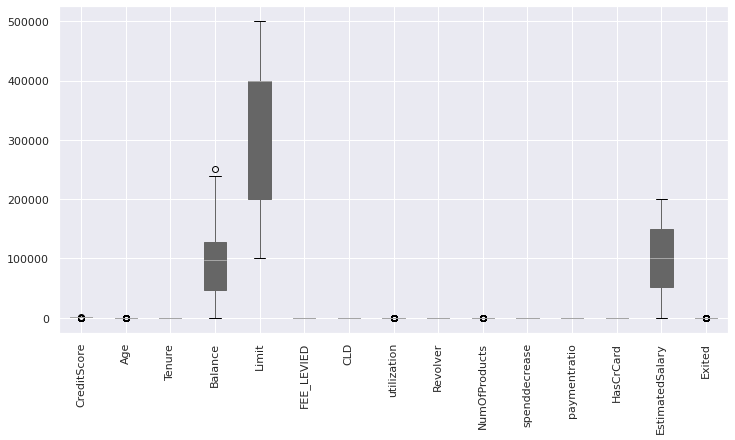 500000
400000
300000
200000
100000
0
CreditScore
Age
Tenure
Balance
Limit
FEE_LEVIED
CLD
utilization
Revolver
NumOfProducts
spenddecrease
paymentratio
HasCrCard
EstimatedSalary
Exited